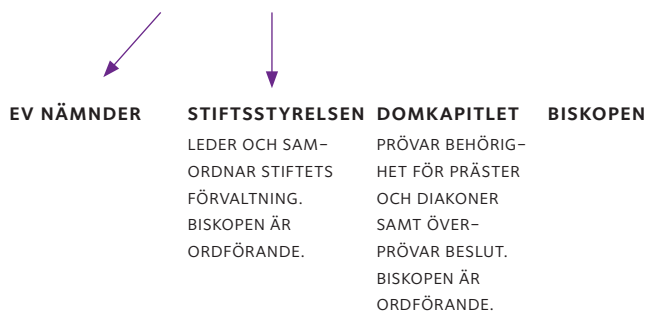 EV NÄMNDER
STIFTSSTYRELSEN
LEDER OCH SAM–
ORDNAR STIFTETS
FÖRVALTNING.
BISKOPEN ÄR
ORDFÖRANDE.
DOMKAPITLET
PRÖVAR BEHÖRIG–
HET FÖR PRÄSTER
OCH DIAKONER
SAMT ÖVER–
PRÖVAR BESLUT.
BISKOPEN ÄR
ORDFÖRANDE.
BISKOPEN